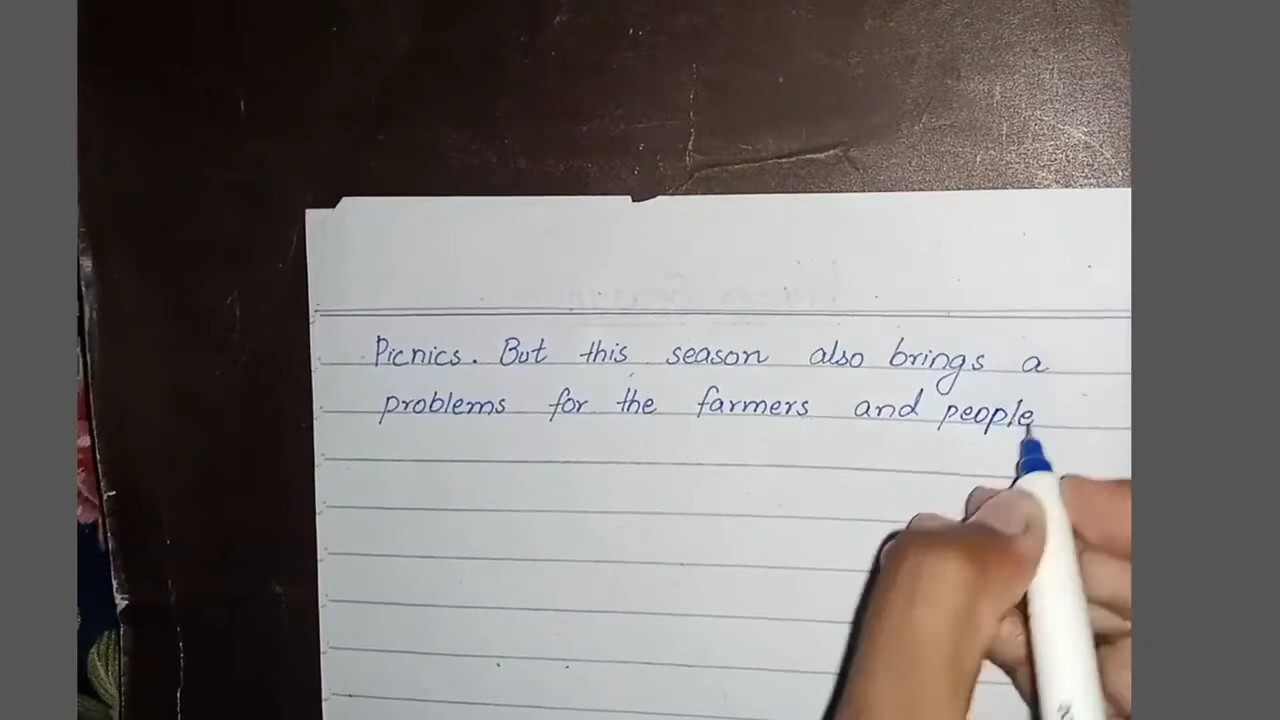 Picnics. But this season also brings a
problems for the farmers and people